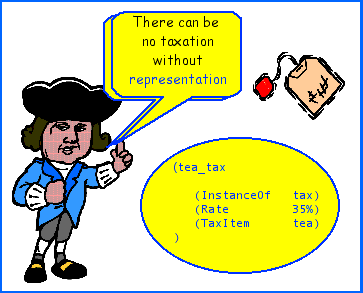 There can be
no taxation
without
representation
(tea_tax
(InstanceOf tax)
(Rate 35%)
(TaxItem tea)
)